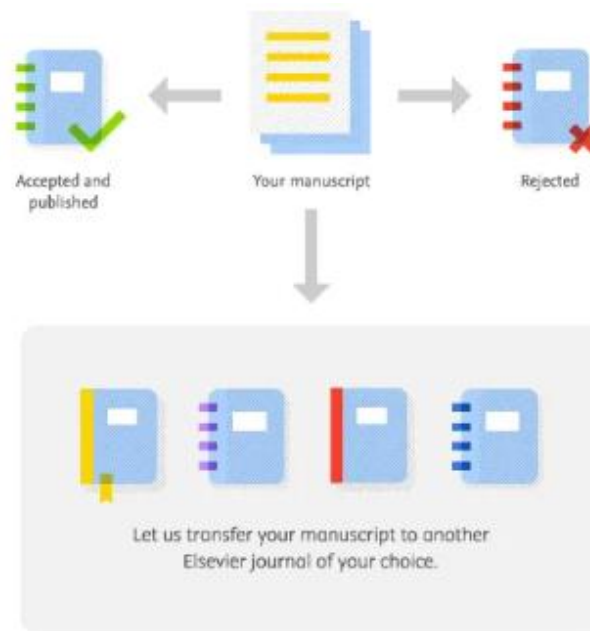 Accepted and
published
Your manuscript
Rejected
Let us transfer your manuscript to another
Elsevier journal of your choice.